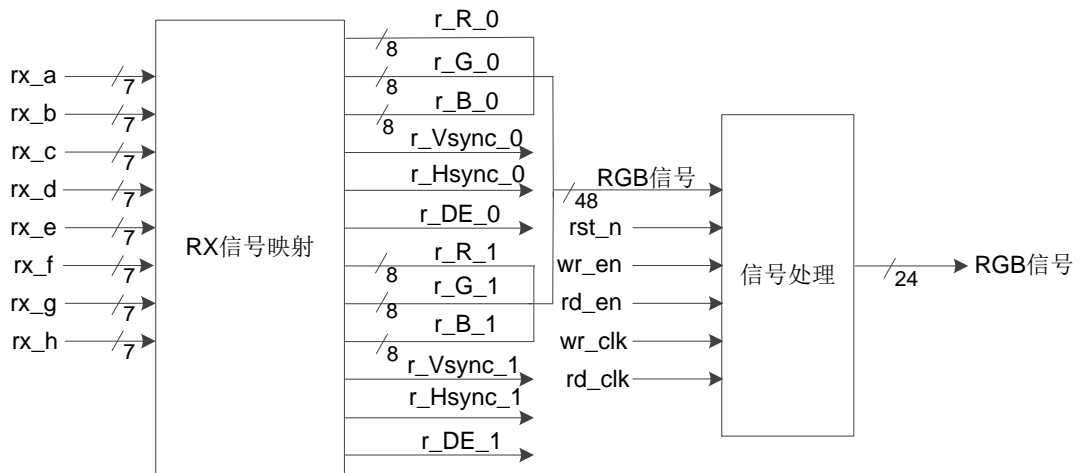 rx_a
7
rx_b
7
rx_c
7
rx_d
7
rx_e
7
rx_f
7
rx_g
7
rx_h
7
RX信号映射
r_R_0
8
r_G_0
8
r_B_0
8
r_Vsync_0
r_Hsync_0
r_DE_0
r_R_1
8
r_G_1
8
r_B_1
8
r_Vsync_1
r_Hsync_1
r_DE_1
RGB信号
48
rst_n
wr_en
rd_en
wr_clk
rd_clk
信号处理
24
RGB信号